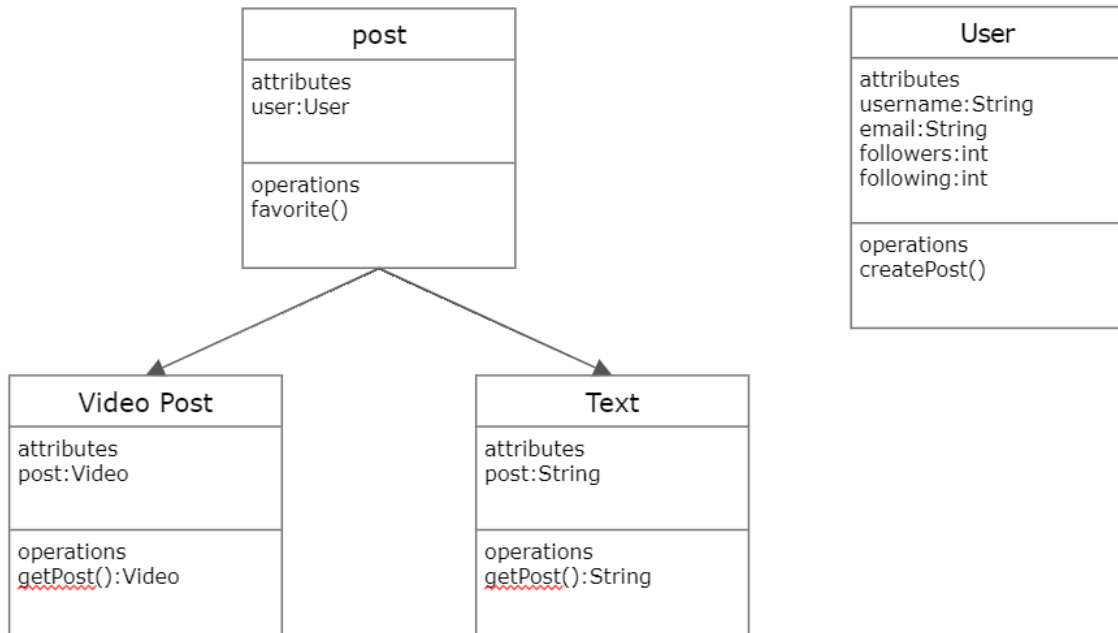 post
attributes
user:User
operations
favorite()
User
attributes
username:String
email:String
followers:int
following:int
operations
createPost()
Video Post
attributes
post:Video
operations
getPost():Video
Text
attributes
post:String
operations
getPost():String